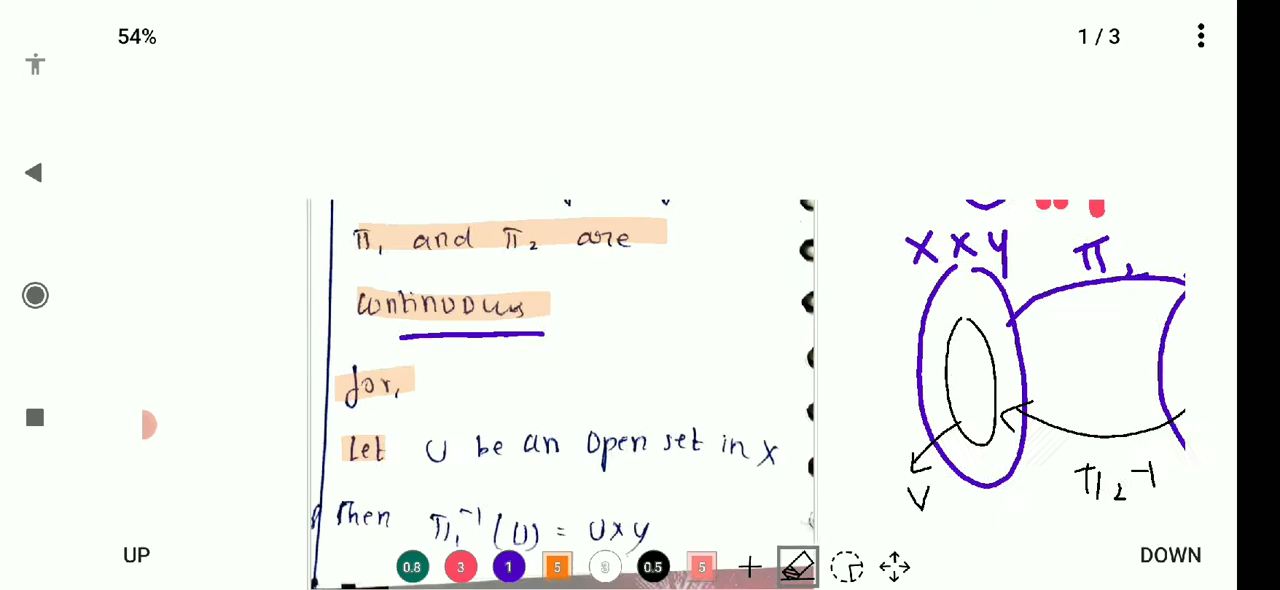 54%
1 / 3
π₁ and π₂ are
continuous
for,
Let U be an open set in X
Then π₁⁻¹(U) = U×y
X × Y
π₂
V
π₂⁻¹
0.8 3 1 5 3 0.5 5
UP
DOWN